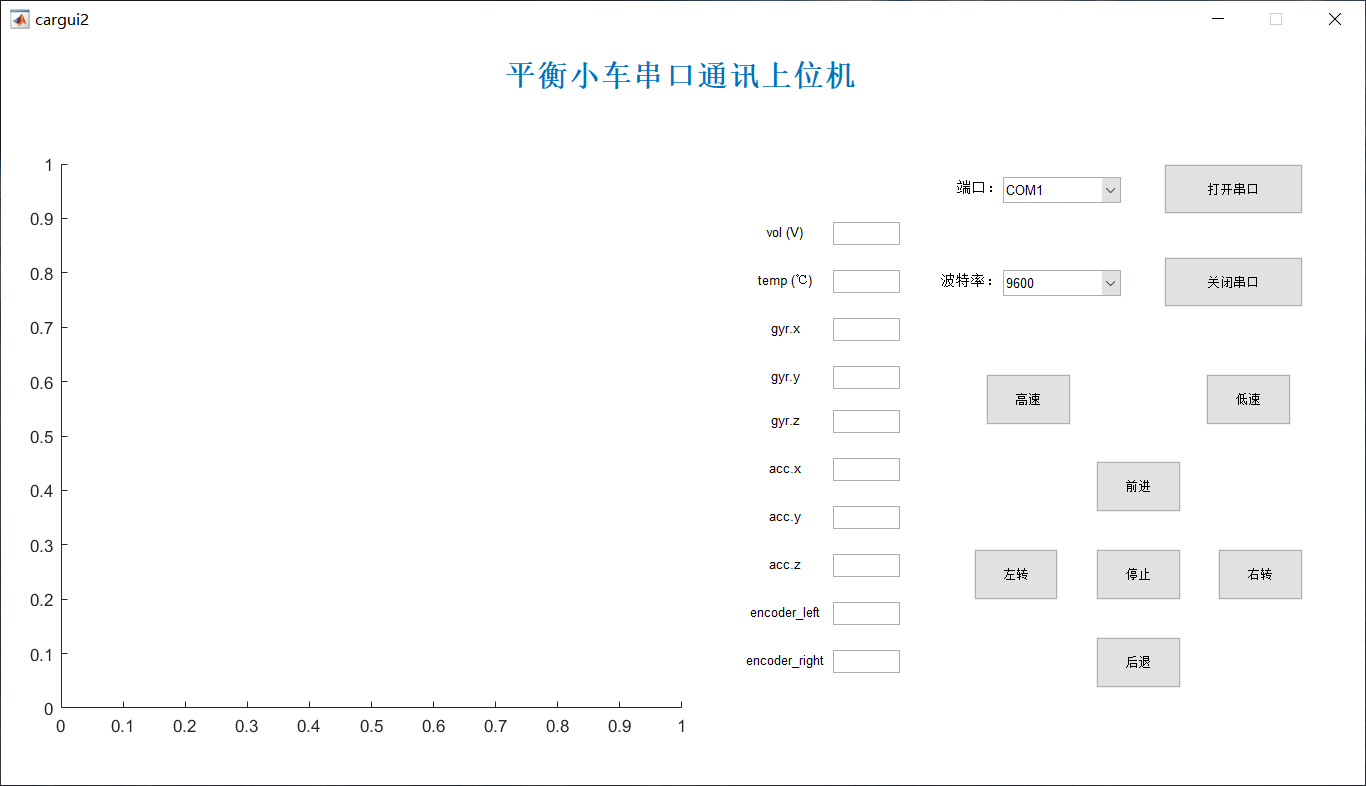 cargui2
平衡小车串口通讯上位机
1
0.9
0.8
0.7
0.6
0.5
0.4
0.3
0.2
0.1
0
0 0.1 0.2 0.3 0.4 0.5 0.6 0.7 0.8 0.9 1
vol (V)
temp (℃)
gyr.x
gyr.y
gyr.z
acc.x
acc.y
acc.z
encoder_left
encoder_right
端口： COM1 打开串口
波特率： 9600 关闭串口
高速 低速
前进
左转 停止 右转
后退